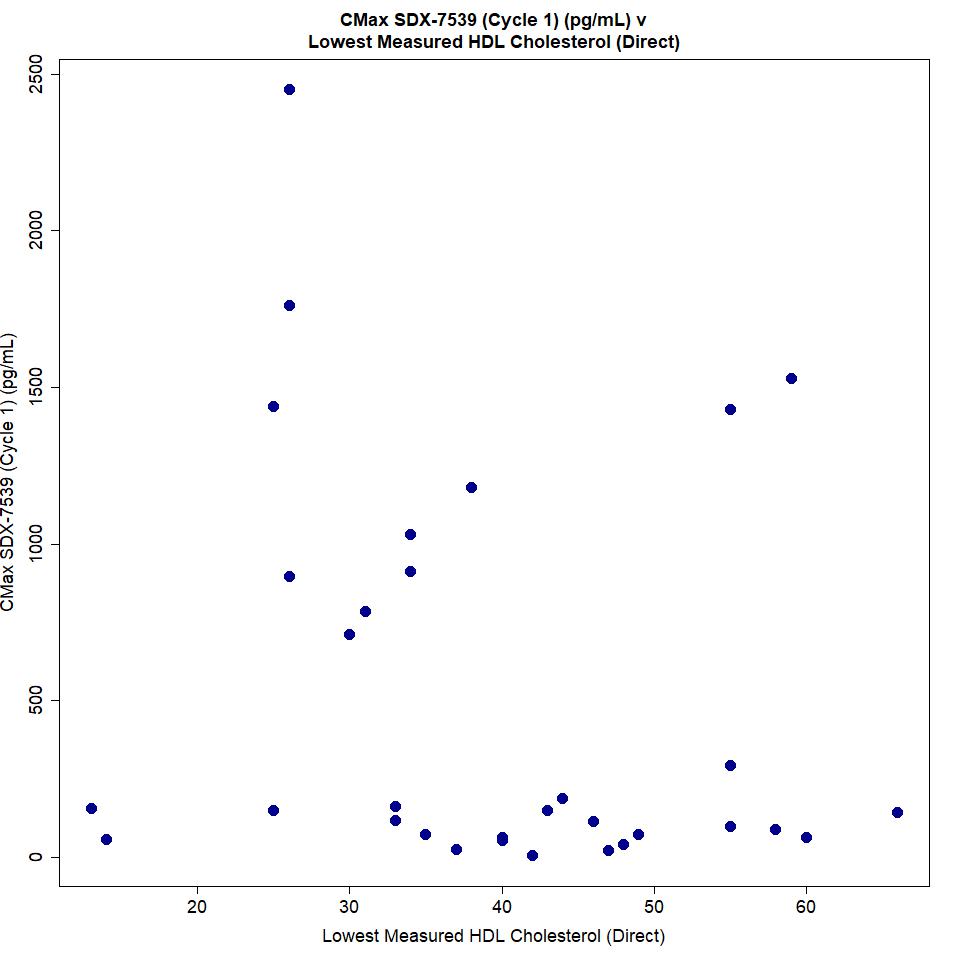 CMax SDX-7539 (Cycle 1) (pg/mL) v
Lowest Measured HDL Cholesterol (Direct)
2500
2000
1500
1000
500
0
CMax SDX-7539 (Cycle 1) (pg/mL)
20 30 40 50 60
Lowest Measured HDL Cholesterol (Direct)